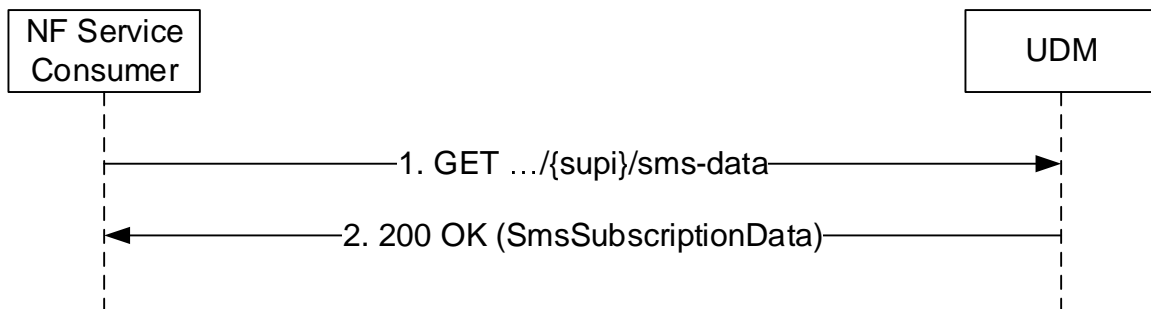 NF Service
Consumer
UDM
1. GET …/{supi}/sms-data
2. 200 OK (SmsSubscriptionData)